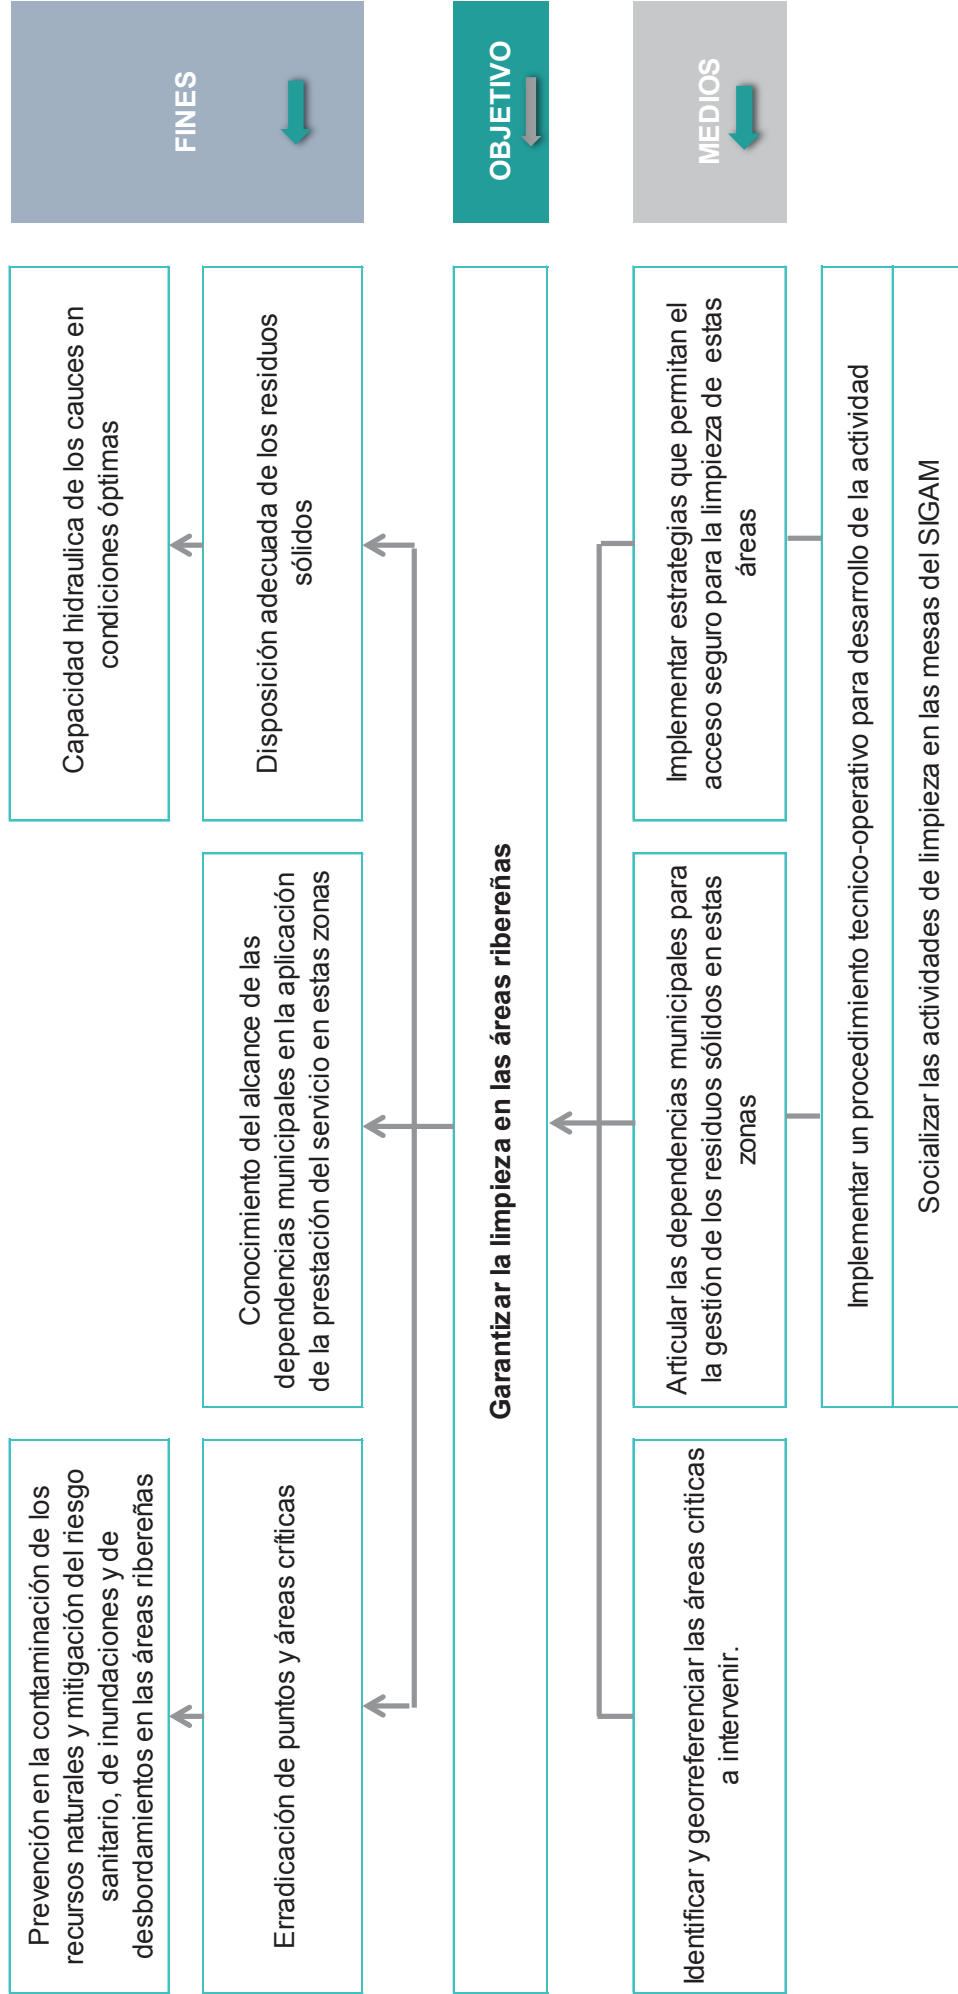 Prevención en la contaminación de los
recursos naturales y mitigación del riesgo
sanitario, de inundaciones y de
desbordamientos en las áreas ribereñas
Capacidad hidraulica de los cauces en
condiciones óptimas
FINES
Erradicación de puntos y áreas críticas
Conocimiento del alcance de las
dependencias municipales en la aplicación
de la prestación del servicio en estas zonas
Disposición adecuada de los residuos
sólidos
Garantizar la limpieza en las áreas ribereñas
OBJETIVO
Identificar y georreferenciar las áreas criticas
a intervenir.
Articular las dependencias municipales para
la gestión de los residuos sólidos en estas
zonas
Implementar estrategias que permitan el
acceso seguro para la limpieza de estas
áreas
MEDIOS
Implementar un procedimiento tecnico-operativo para desarrollo de la actividad
Socializar las actividades de limpieza en las mesas del SIGAM